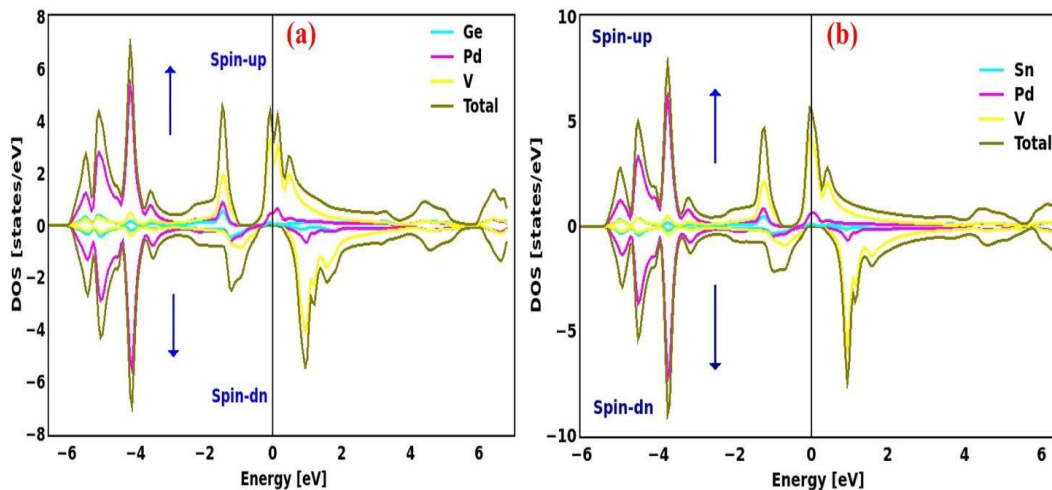 (a)
Spin-up
Ge
Pd
V
Total
8
6
4
2
0
−2
−4
−6
−8
DOS [states/eV]
Spin-dn
−6
−4
−2
0
2
4
6
Energy [eV]
(b)
Spin-up
Sn
Pd
V
Total
10
5
0
−5
−10
DOS [states/eV]
Spin-dn
−6
−4
−2
0
2
4
6
Energy [eV]